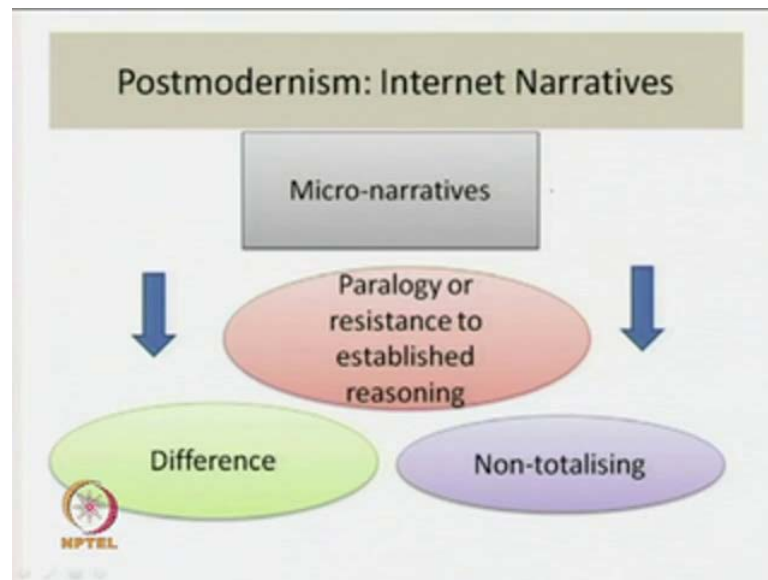 Postmodernism: Internet Narratives
Micro-narratives
Paralogy or
resistance to
established
reasoning
Difference
Non-totalising
NPTEL